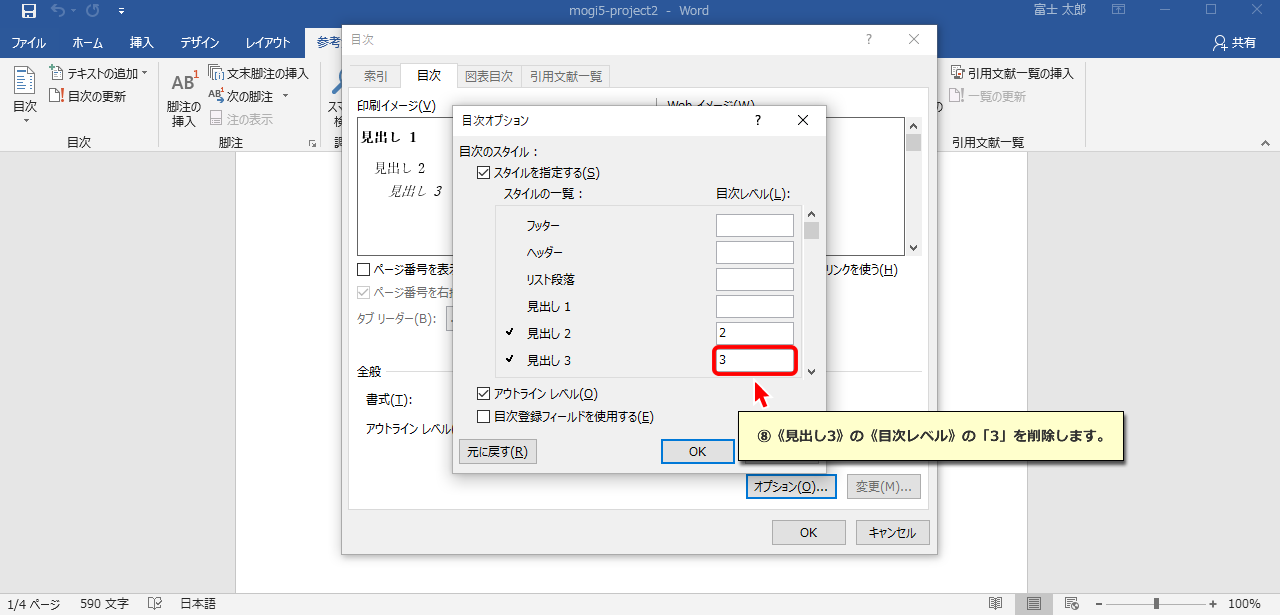 mogi5-project2 - Word
富士 太郎
ファイル ホーム 挿入 デザイン レイアウト 参考
共有
目次
テキストの追加
目次の更新
目次
AB1
脚注の
挿入
文末脚注の挿入
次の脚注
注の表示
脚注
引用文献一覧の挿入
一覧の更新
引用文献一覧
目次
?
索引 目次 図表目次 引用文献一覧
印刷イメージ(V)
見出し 1
見出し 2
見出し 3
ページ番号を表
ページ番号を右
タブ リーダー(B):
リンクを使う(H)
全般
書式(T):
アウトライン レベル
オプション(O)... 変更(M)...
OK キャンセル
目次オプション
?
目次のスタイル:
スタイルを指定する(S)
スタイルの一覧: 目次レベル(L):
フッター
ヘッダー
リスト段落
見出し 1
見出し 2 2
見出し 3 3
アウトライン レベル(O)
目次登録フィールドを使用する(E)
元に戻す(R) OK
⑧《見出し3》の《目次レベル》の「3」を削除します。
1/4 ページ 590 文字 日本語
100%